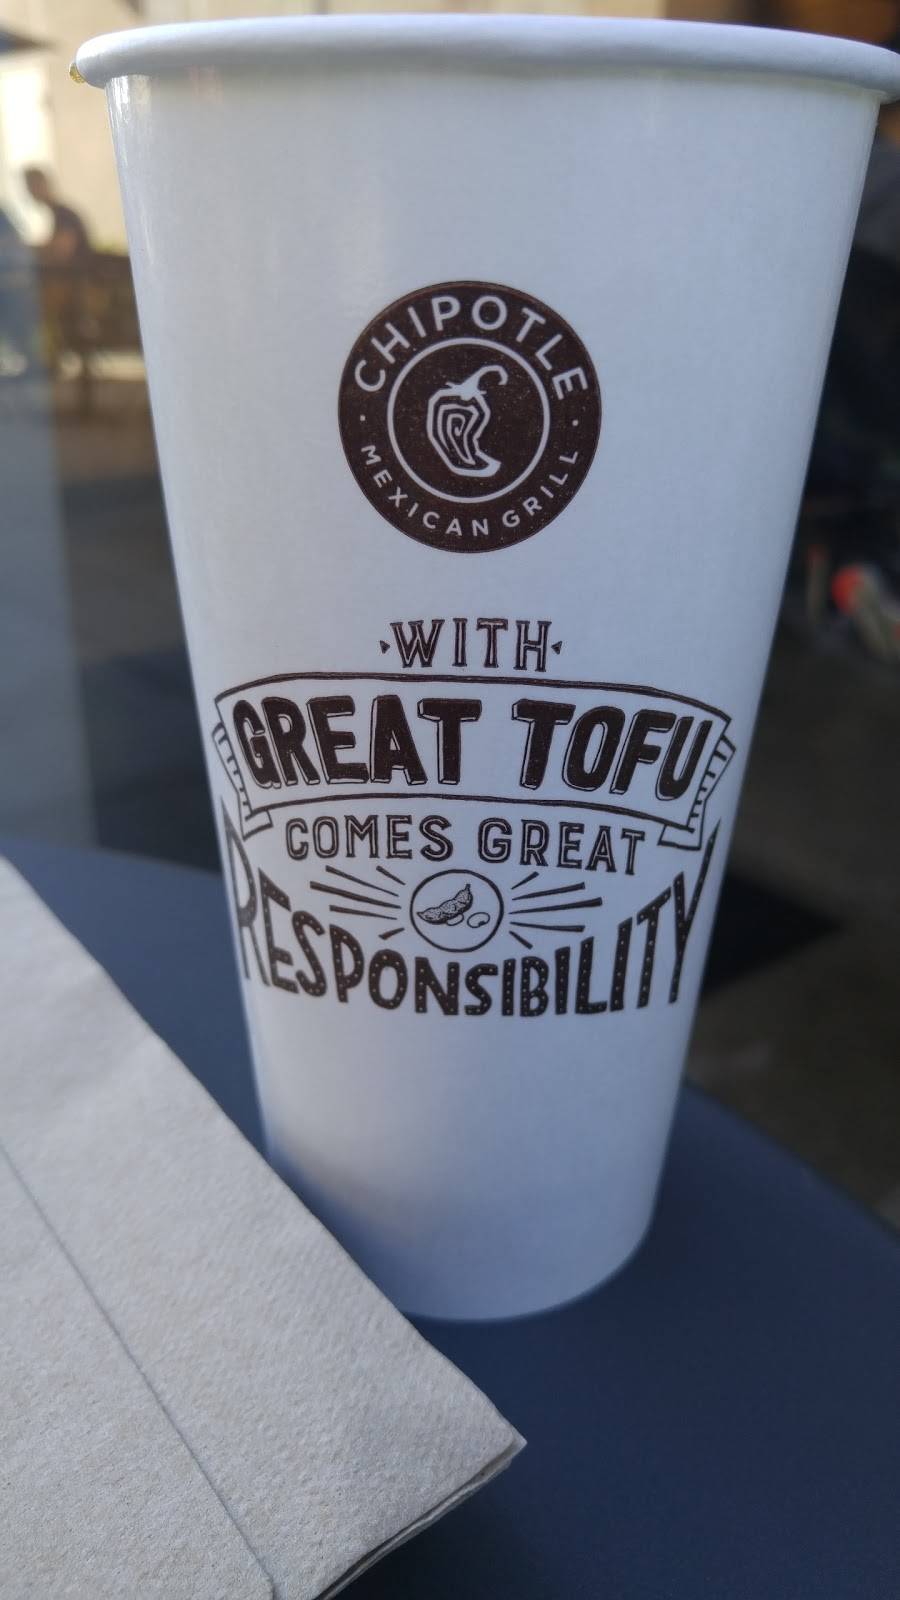 CHIPOTLE
MEXICAN GRILL
WITH
GREAT TOFU
COMES GREAT
RESPONSIBILITY